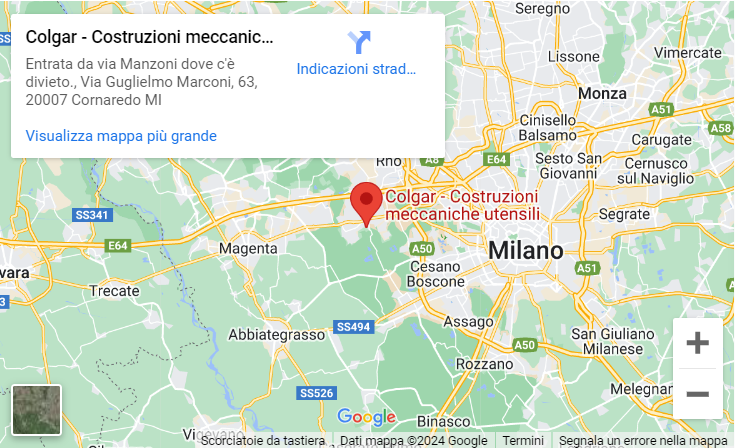 Colgar - Costruzioni meccanic...
Entrata da via Manzoni dove c'è
divieto., Via Guglielmo Marconi, 63,
20007 Cornaredo MI
Indicazioni strad...
Visualizza mappa più grande
Seregno
Lissone
Vimercate
Monza
A51
Cinisello
Balsamo
A58
Carugate
Rho
A8
E64
Sesto San
Giovanni
Cernusco
sul Naviglio
Colgar - Costruzioni
meccaniche utensili
SS341
Segrate
E64
Magenta
A50
Milano
Cesano
Boscone
A51
vara
Trecate
Assago
SS494
Abbiategrasso
San Giuliano
Milanese
A50
Rozzano
SS526
Melegnan
Google
Binasco
Vigevano
Scorciatoie da tastiera
Dati mappa ©2024 Google
Termini
Segnala un errore nella mappa